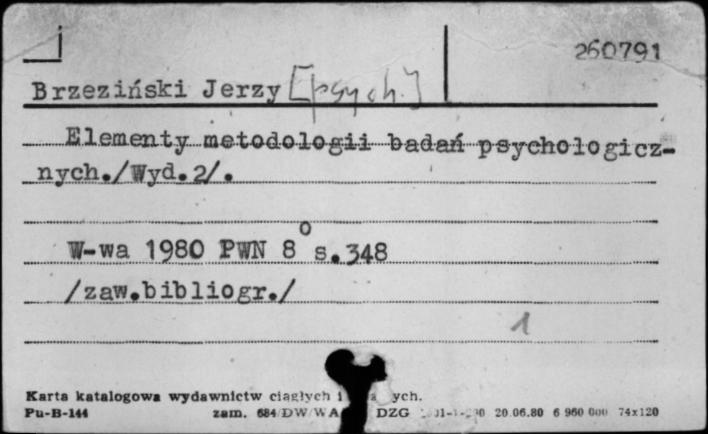 260791
Brzeziński Jerzy [psych.]
Elementy metodologii badań psychologicz-
nych./Wyd.2/.
W-wa 1980 PWN 8° s.348
/zaw.bibliogr./
1
Karta katalogowa wydawnictw ciągłych i ych.
Pu-B-144 zam. 684/DW/WA DZG 20.06.80 6 960 000 74x120